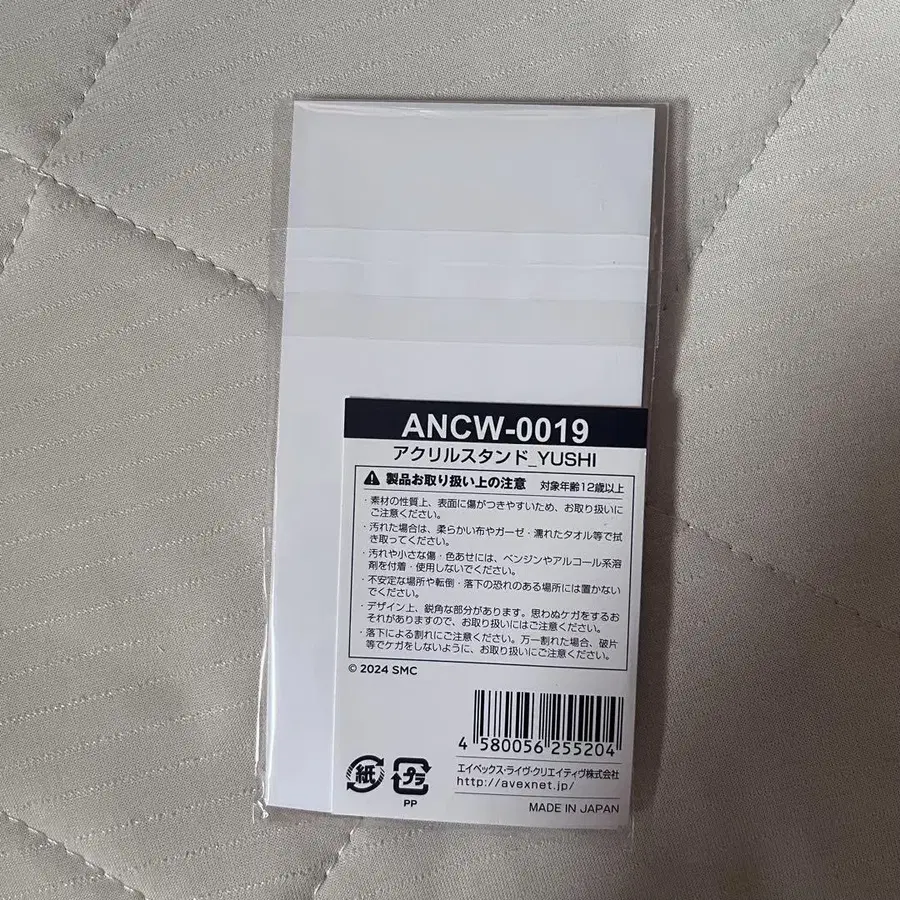 ANCW-0019
アクリルスタンド_YUSHI
製品お取り扱い上の注意 対象年齢12歳以上
・素材の性質上、表面に傷がつきやすいため、お取り扱いに
ご注意ください。
・汚れた場合は、柔らかい布やガーゼ・濡れたタオル等で拭
き取ってください。
・汚れや小さな傷・色あせには、ベンジンやアルコール系溶
剤を付着・使用しないでください。
・不安定な場所や転倒・落下の恐れのある場所には置かない
でください。
・デザイン上、鋭角な部分があります。思わぬケガをするお
それがありますので、お取り扱いにはご注意ください。
・落下による割れにご注意ください。万一割れた場合、破片
等でケガをしないように、お取り扱いにご注意ください。
© 2024 SMC
4 580056 255204
紙 プラ
PP
エイベックス・ライヴ・クリエイティヴ株式会社
http://avexnet.jp/
MADE IN JAPAN